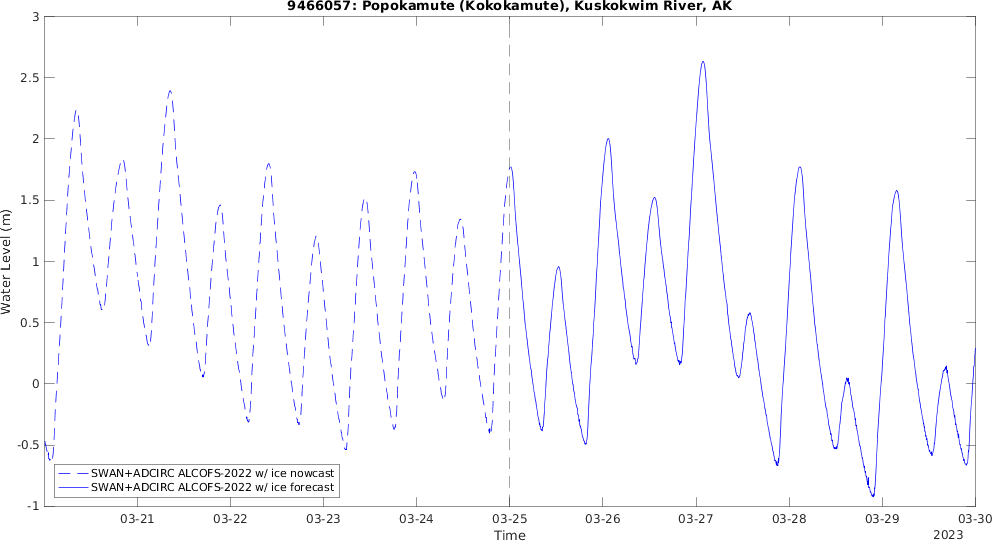 9466057: Popokamute (Kokokamute), Kuskokwim River, AK
3
2.5
2
1.5
1
0.5
0
-0.5
-1
Water Level (m)
SWAN+ADCIRC ALCOFS-2022 w/ ice nowcast
SWAN+ADCIRC ALCOFS-2022 w/ ice forecast
03-21 03-22 03-23 03-24 03-25 03-26 03-27 03-28 03-29 03-30
Time
2023